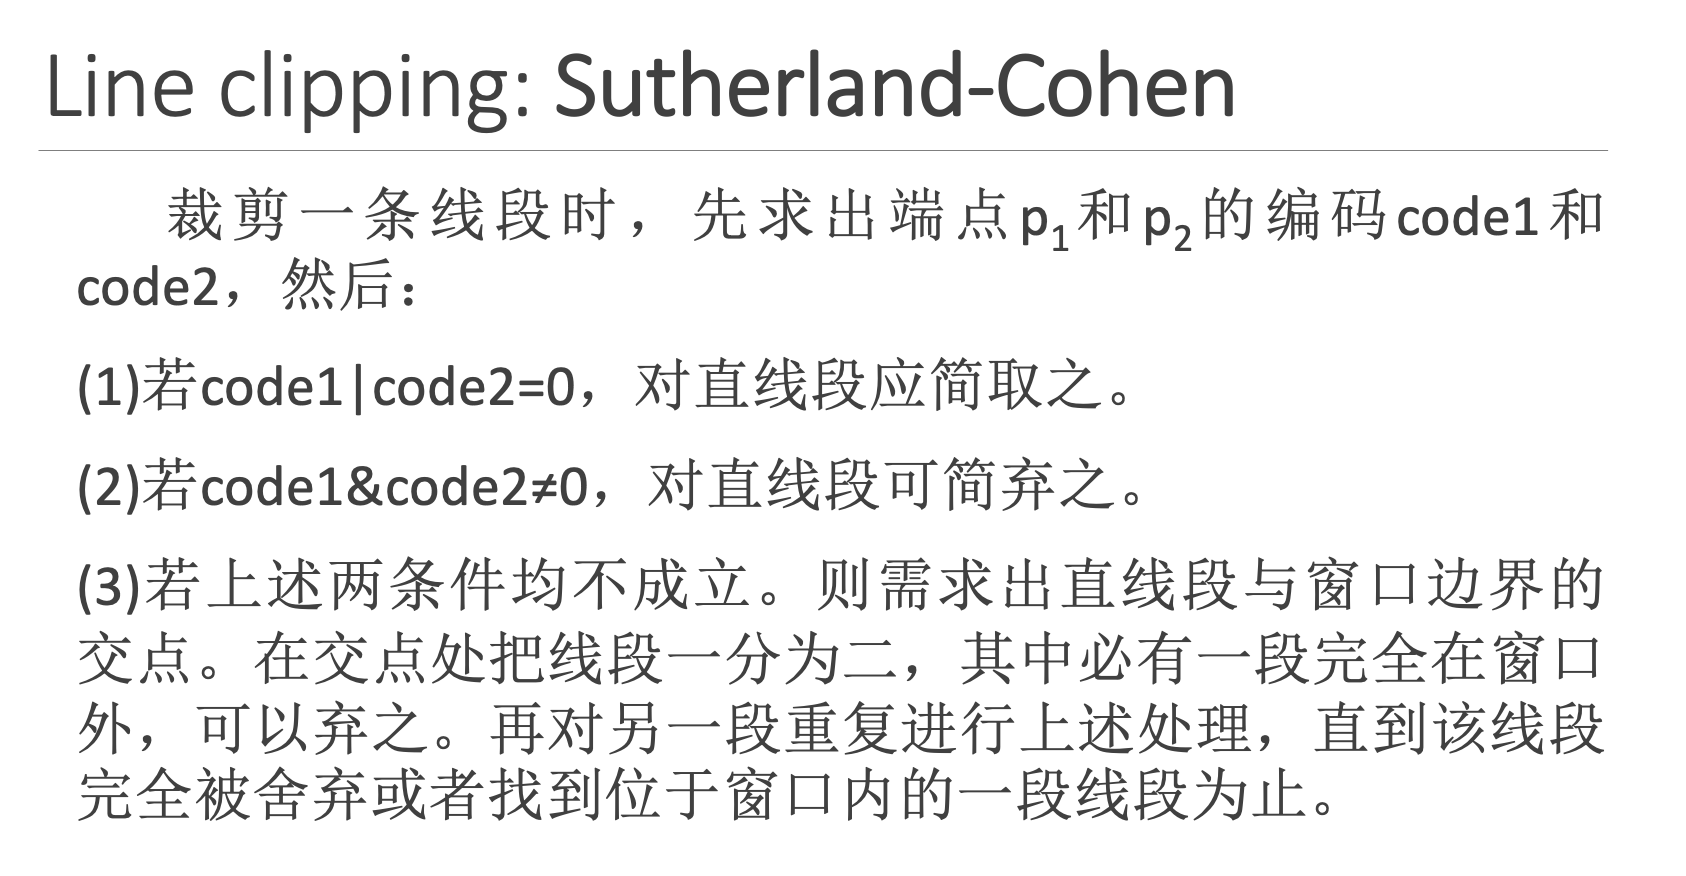 Line clipping: Sutherland-Cohen
裁剪一条线段时，先求出端点p₁和p₂的编码code1和
code2，然后：
(1)若code1|code2=0，对直线段应简取之。
(2)若code1&code2≠0，对直线段可简弃之。
(3)若上述两条件均不成立。则需求出直线段与窗口边界的
交点。在交点处把线段一分为二，其中必有一段完全在窗口
外，可以弃之。再对另一段重复进行上述处理，直到该线段
完全被舍弃或者找到位于窗口内的一段线段为止。